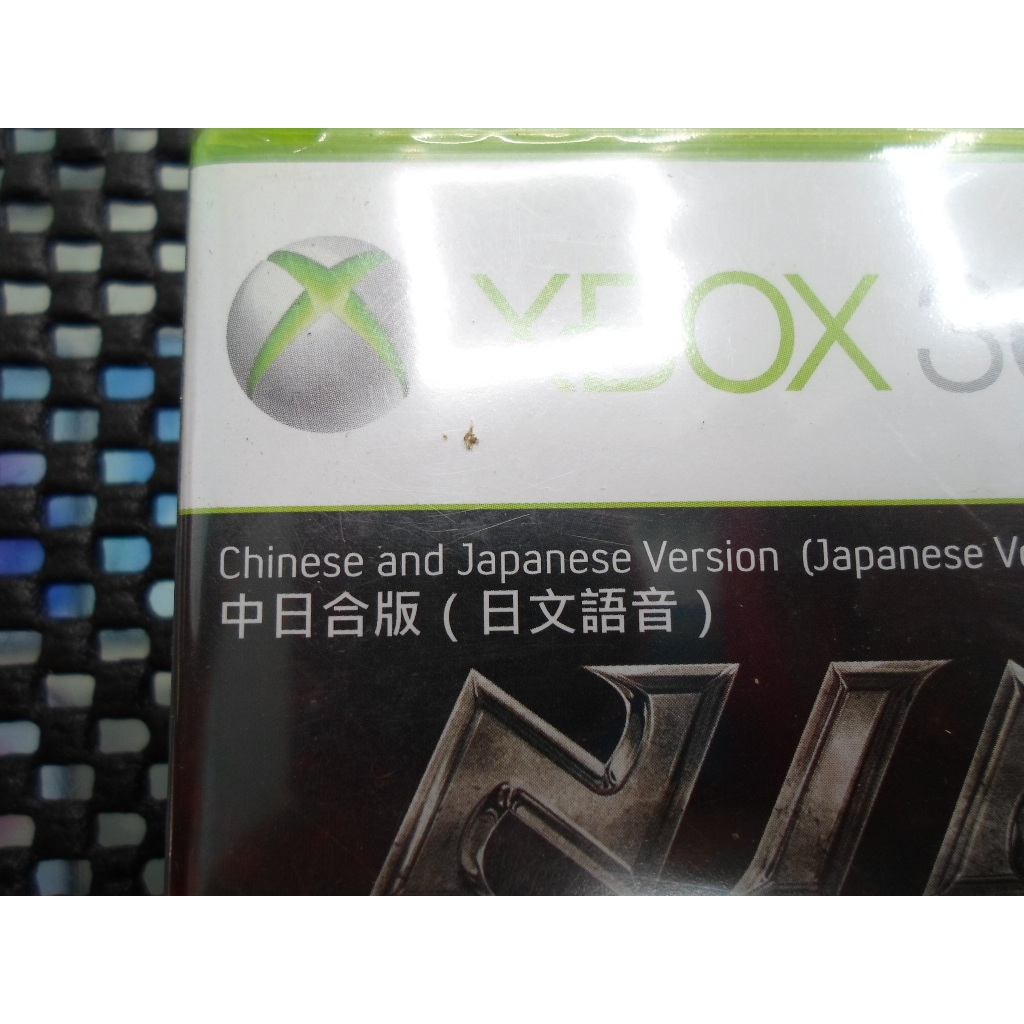 XBOX
Chinese and Japanese Version (Japanese
中日合版（日文語音）